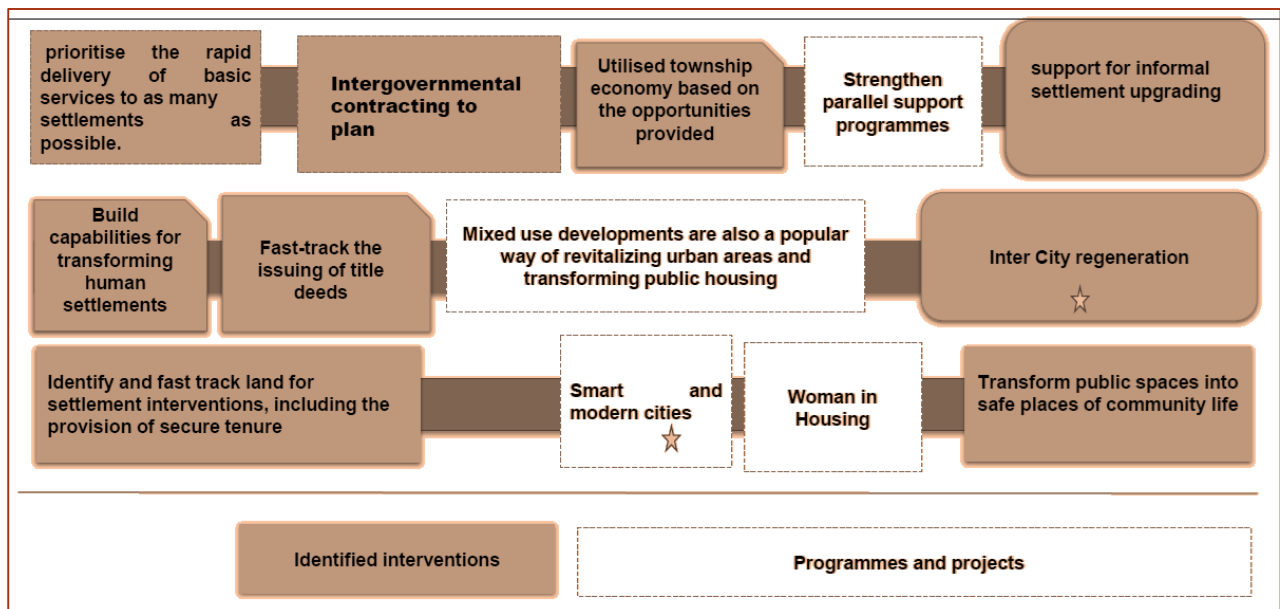 prioritise the rapid
delivery of basic
services to as many
settlements as
possible.
Intergovernmental
contracting to
plan
Utilised township
economy based on
the opportunities
provided
Strengthen
parallel support
programmes
support for informal
settlement upgrading
Build
capabilities for
transforming
human
settlements
Fast-track the
issuing of title
deeds
Mixed use developments are also a popular
way of revitalizing urban areas and
transforming public housing
Inter City regeneration
Identify and fast track land for
settlement interventions, including the
provision of secure tenure
Smart and
modern cities
Woman in
Housing
Transform public spaces into
safe places of community life
Identified interventions
Programmes and projects